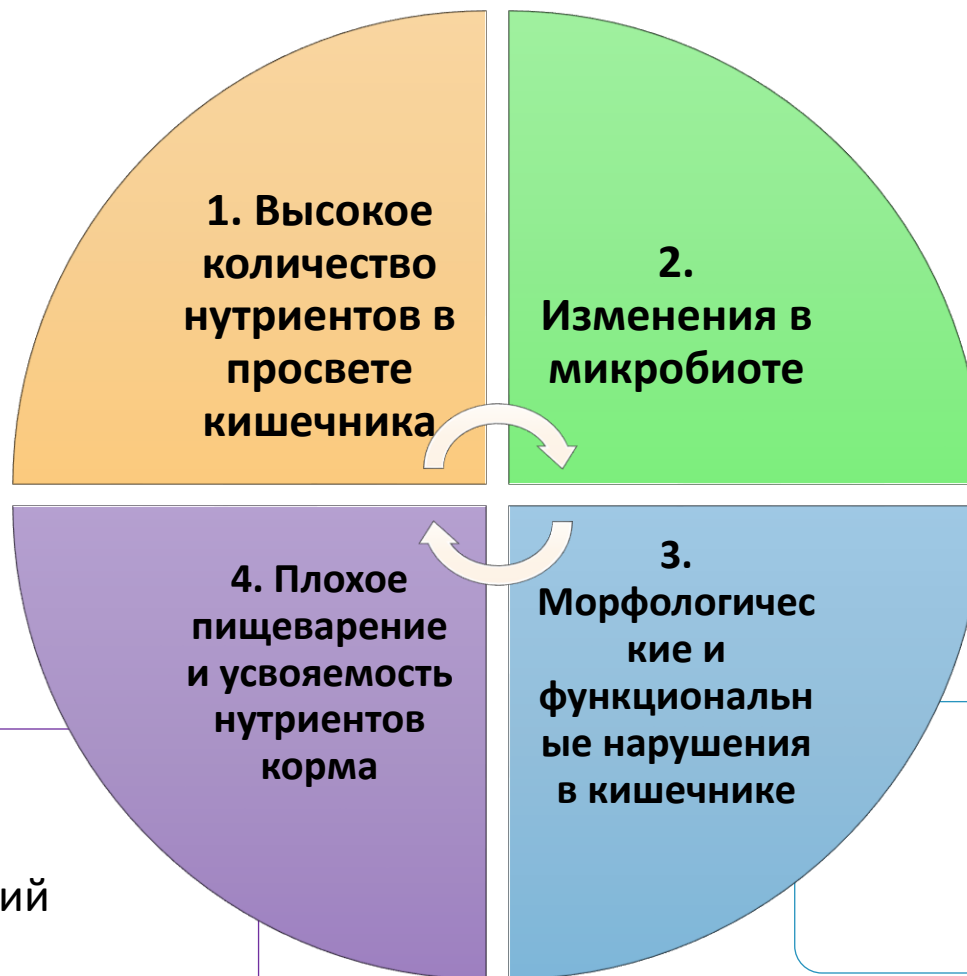 1. Высокое
количество
нутриентов в
просвете
кишечника
2.
Изменения в
микробиоте
3.
Морфологичес
кие и
функциональн
ые нарушения
в кишечнике
4. Плохое
пищеварение
и усвояемость
нутриентов
корма
ий